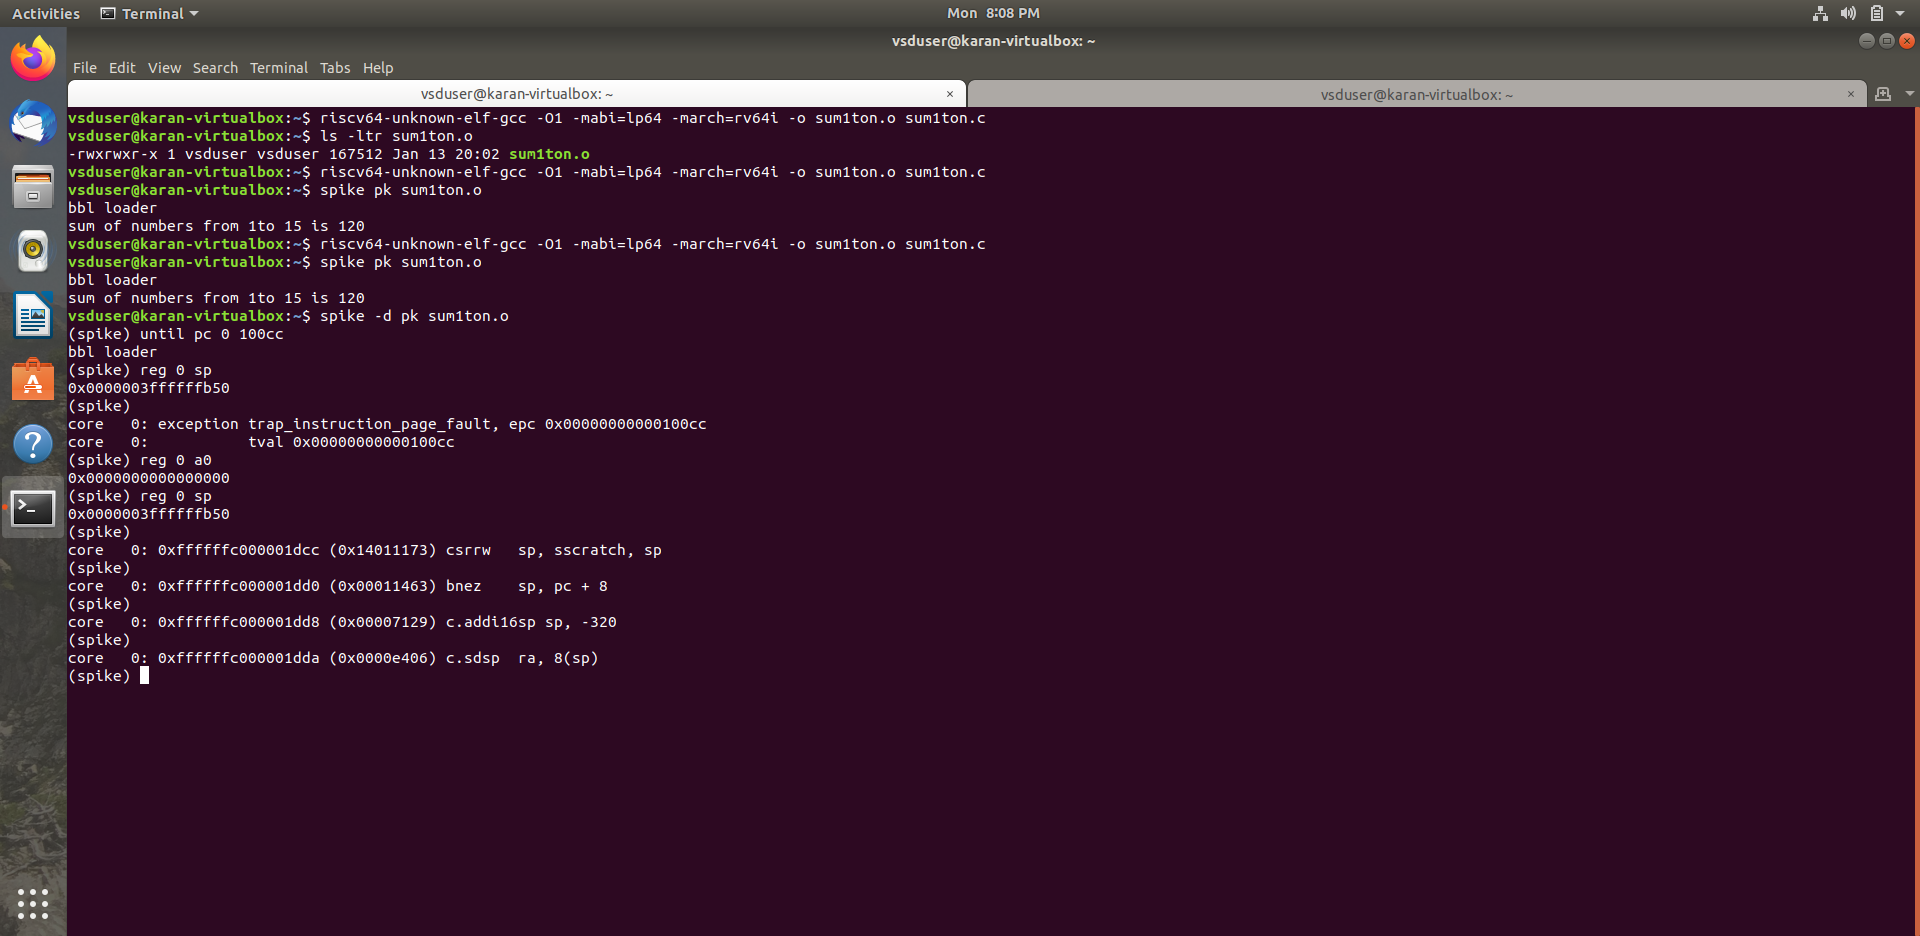 Activities Terminal Mon 8:08 PM
vsduser@karan-virtualbox: ~
File Edit View Search Terminal Tabs Help
vsduser@karan-virtualbox: ~ × vsduser@karan-virtualbox: ~ ×
vsduser@karan-virtualbox:~$ riscv64-unknown-elf-gcc -O1 -mabi=lp64 -march=rv64i -o sum1ton.o sum1ton.c
vsduser@karan-virtualbox:~$ ls -ltr sum1ton.o
-rwxrwxr-x 1 vsduser vsduser 167512 Jan 13 20:02 sum1ton.o
vsduser@karan-virtualbox:~$ riscv64-unknown-elf-gcc -O1 -mabi=lp64 -march=rv64i -o sum1ton.o sum1ton.c
vsduser@karan-virtualbox:~$ spike pk sum1ton.o
bbl loader
sum of numbers from 1to 15 is 120
vsduser@karan-virtualbox:~$ riscv64-unknown-elf-gcc -O1 -mabi=lp64 -march=rv64i -o sum1ton.o sum1ton.c
vsduser@karan-virtualbox:~$ spike pk sum1ton.o
bbl loader
sum of numbers from 1to 15 is 120
vsduser@karan-virtualbox:~$ spike -d pk sum1ton.o
(spike) until pc 0 100cc
bbl loader
(spike) reg 0 sp
0x0000003ffffffb50
(spike)
core   0: exception trap_instruction_page_fault, epc 0x00000000000100cc
core   0:           tval 0x00000000000100cc
(spike) reg 0 a0
0x0000000000000000
(spike) reg 0 sp
0x0000003ffffffb50
(spike)
core   0: 0xffffffc000001dcc (0x14011173) csrrw   sp, sscratch, sp
(spike)
core   0: 0xffffffc000001dd0 (0x00011463) bnez    sp, pc + 8
(spike)
core   0: 0xffffffc000001dd8 (0x00007129) c.addi16sp sp, -320
(spike)
core   0: 0xffffffc000001dda (0x0000e406) c.sdsp  ra, 8(sp)
(spike)